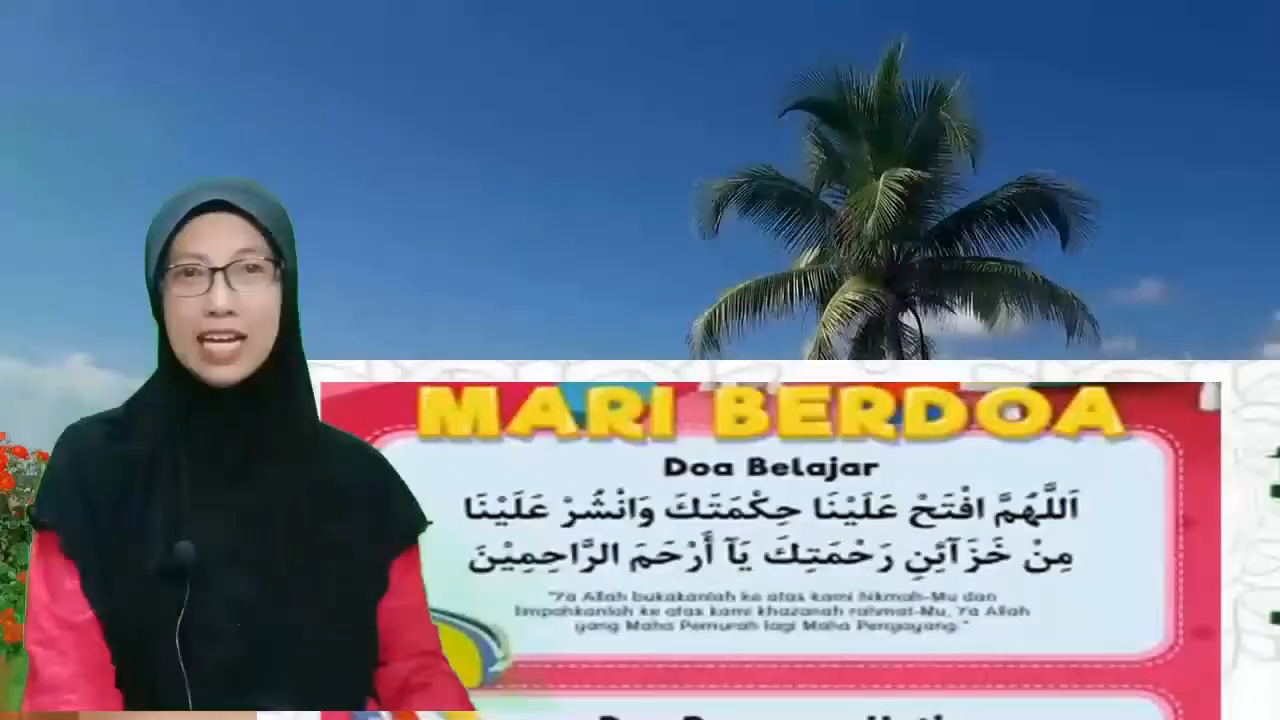 MARI BERDOA
Doa Belajar
اَللَّهُمَّ افْتَحْ عَلَيْنَا حِكْمَتَكَ وَانْشُرْ عَلَيْنَا
مِنْ خَزَآئِنِ رَحْمَتِكَ يَآ أَرْحَمَ الرَّاحِمِيْنَ
"Ya Allah bukakanlah ke atas kami hikmah-Mu dan
limpahkanlah ke atas kami khazanah rahmat-Mu, Ya Allah
yang Maha Pemurah lagi Maha Penyayang."